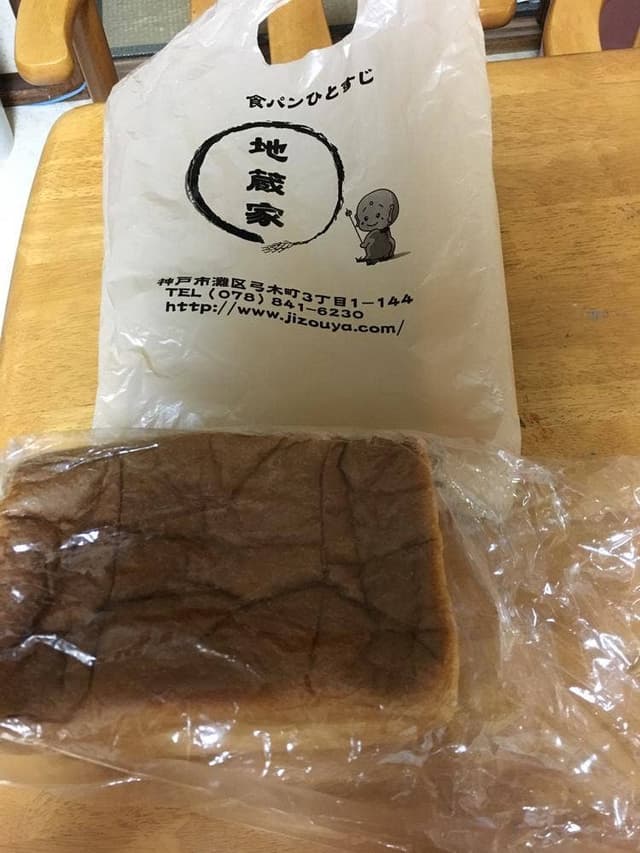 食パンひとすじ
地蔵家
神戸市灘区弓木町3丁目1-144
TEL(078)841-6230
http://www.jizouya.com/